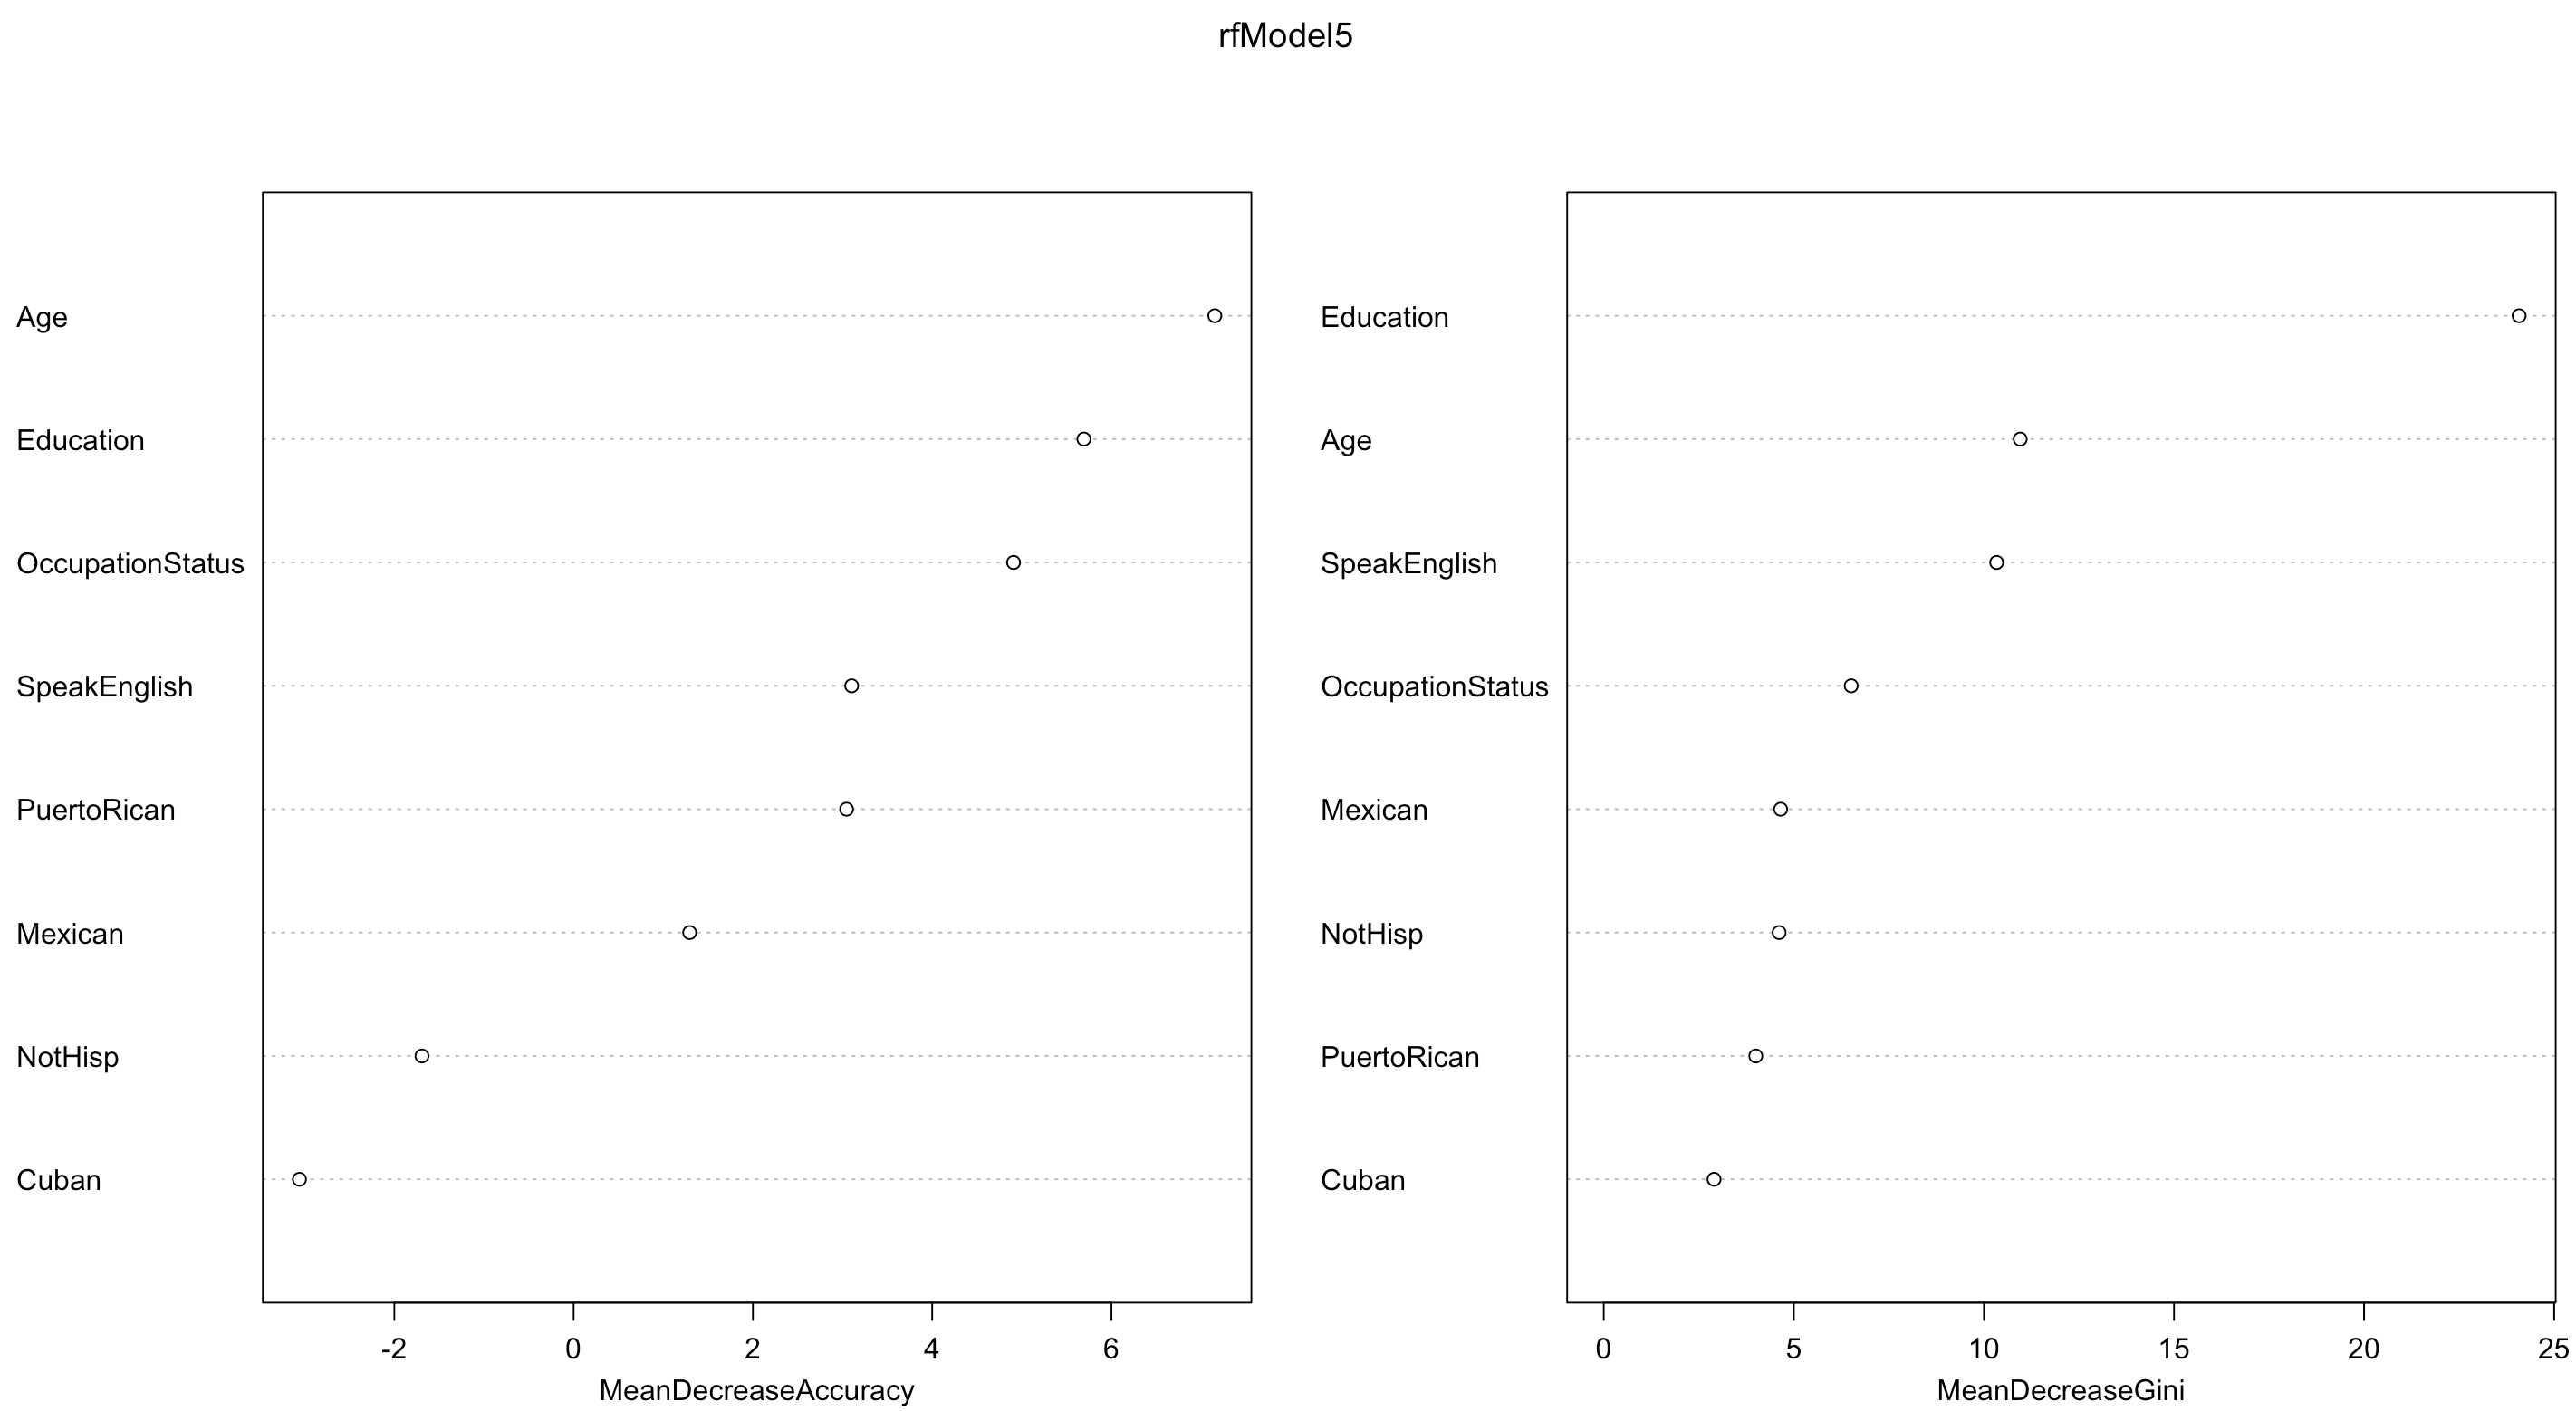 rfModel5
Age
Education
OccupationStatus
SpeakEnglish
PuertoRican
Mexican
NotHisp
Cuban
-2 0 2 4 6
MeanDecreaseAccuracy
Education
Age
SpeakEnglish
OccupationStatus
Mexican
NotHisp
PuertoRican
Cuban
0 5 10 15 20 25
MeanDecreaseGini